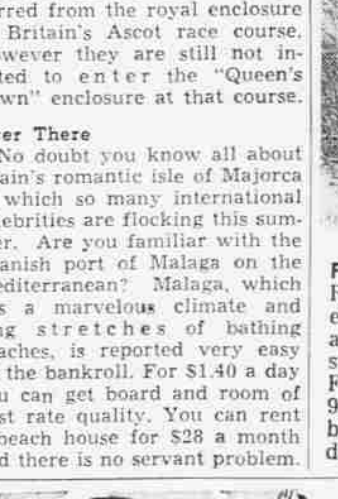 rred from the royal enclosure
Britain's Ascot race course.
wever they are still not in-
ted to enter the "Queen's
wn" enclosure at that course.
er There
No doubt you know all about
ain's romantic isle of Majorca
which so many international
lebrities are flocking this sum-
er. Are you familiar with the
anish port of Malaga on the
editerranean? Malaga, which
s a marvelous climate and
ng stretches of bathing
aches, is reported very easy
the bankroll. For $1.40 a day
u can get board and room of
st rate quality. You can rent
beach house for $28 a month
d there is no servant problem.